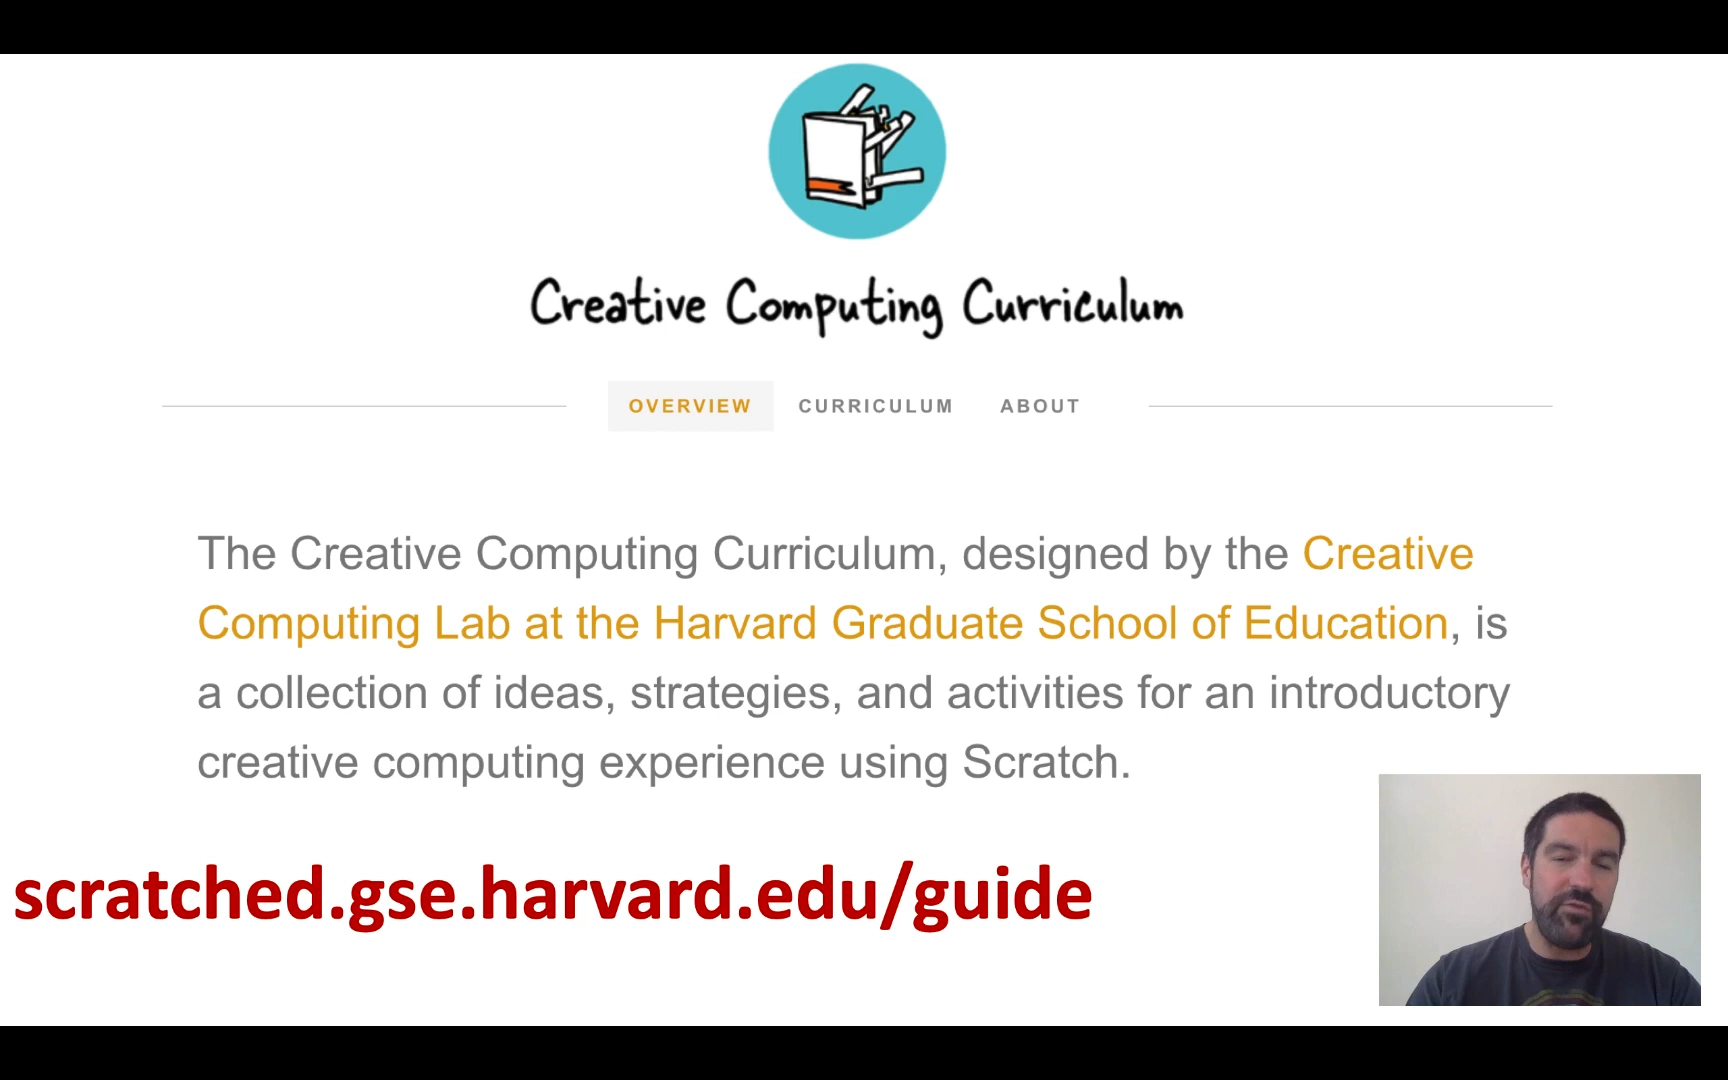 Creative Computing Curriculum
OVERVIEW CURRICULUM ABOUT
The Creative Computing Curriculum, designed by the Creative
Computing Lab at the Harvard Graduate School of Education, is
a collection of ideas, strategies, and activities for an introductory
creative computing experience using Scratch.
scratched.gse.harvard.edu/guide